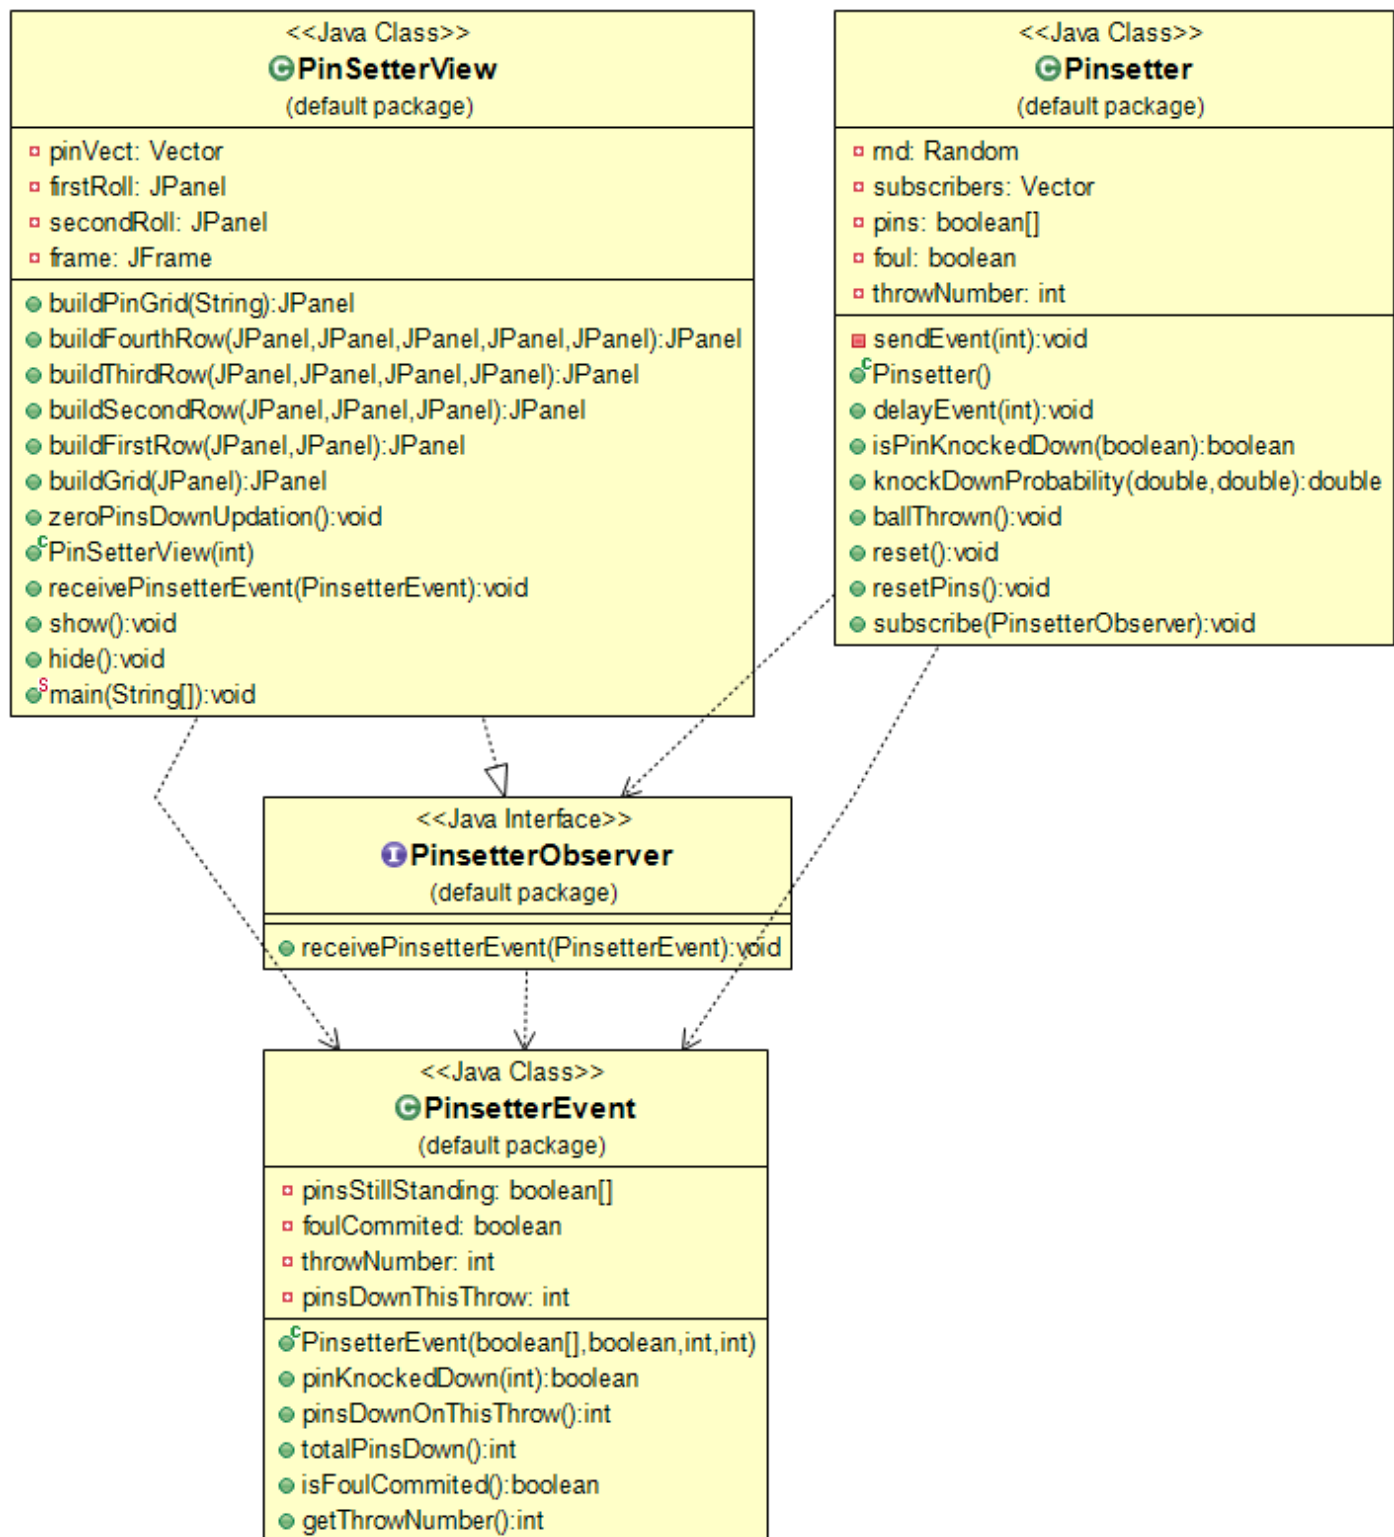 <<Java Class>>
PinSetterView
(default package)
pinVect: Vector
firstRoll: JPanel
secondRoll: JPanel
frame: JFrame
buildPinGrid(String):JPanel
buildFourthRow(JPanel,JPanel,JPanel,JPanel,JPanel):JPanel
buildThirdRow(JPanel,JPanel,JPanel,JPanel):JPanel
buildSecondRow(JPanel,JPanel,JPanel):JPanel
buildFirstRow(JPanel,JPanel):JPanel
buildGrid(JPanel):JPanel
zeroPinsDownUpdation():void
PinSetterView(int)
receivePinsetterEvent(PinsetterEvent):void
show():void
hide():void
main(String[]):void
<<Java Class>>
Pinsetter
(default package)
rnd: Random
subscribers: Vector
pins: boolean[]
foul: boolean
throwNumber: int
sendEvent(int):void
Pinsetter()
delayEvent(int):void
isPinKnockedDown(boolean):boolean
knockDownProbability(double,double):double
ballThrown():void
reset():void
resetPins():void
subscribe(PinsetterObserver):void
<<Java Interface>>
PinsetterObserver
(default package)
receivePinsetterEvent(PinsetterEvent):void
<<Java Class>>
PinsetterEvent
(default package)
pinsStillStanding: boolean[]
foulCommited: boolean
throwNumber: int
pinsDownThisThrow: int
PinsetterEvent(boolean[],boolean,int,int)
pinKnockedDown(int):boolean
pinsDownOnThisThrow():int
totalPinsDown():int
isFoulCommited():boolean
getThrowNumber():int